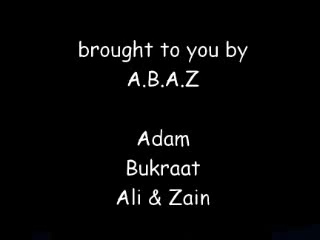 brought to you by
A.B.A.Z
Adam
Bukraat
Ali & Zain